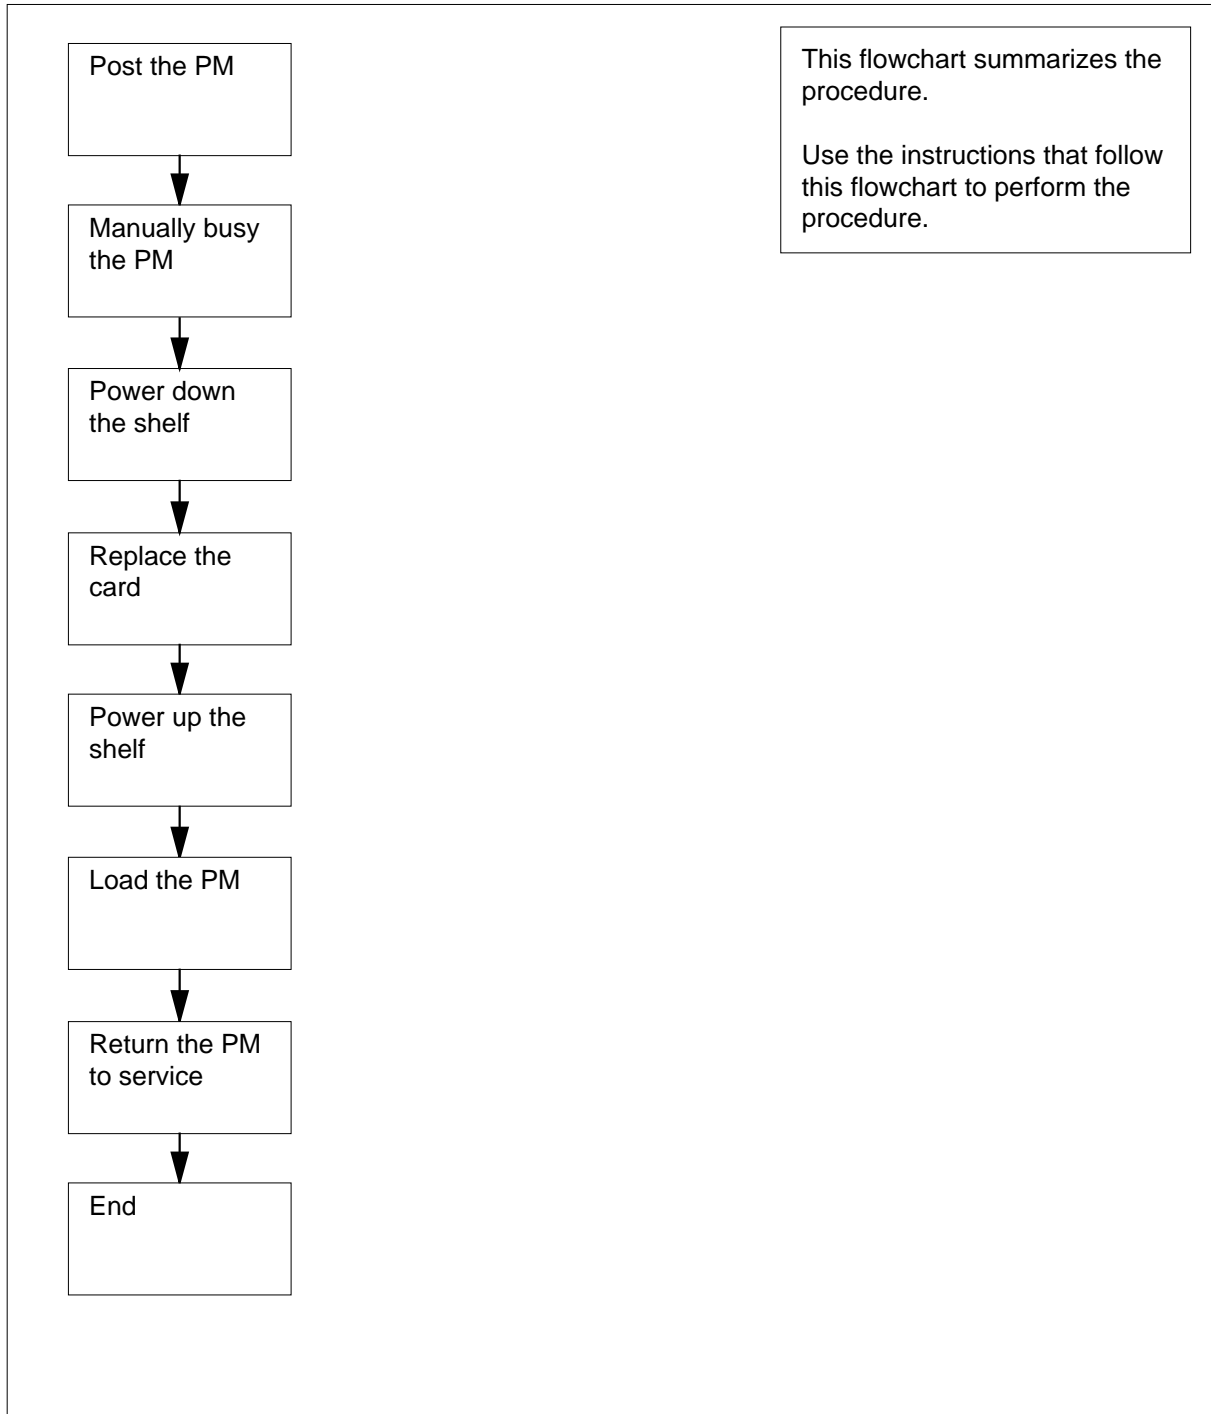 Post the PM
Manually busy
the PM
Power down
the shelf
Replace the
card
Power up the
shelf
Load the PM
Return the PM
to service
End
This flowchart summarizes the
procedure.
Use the instructions that follow
this flowchart to perform the
procedure.